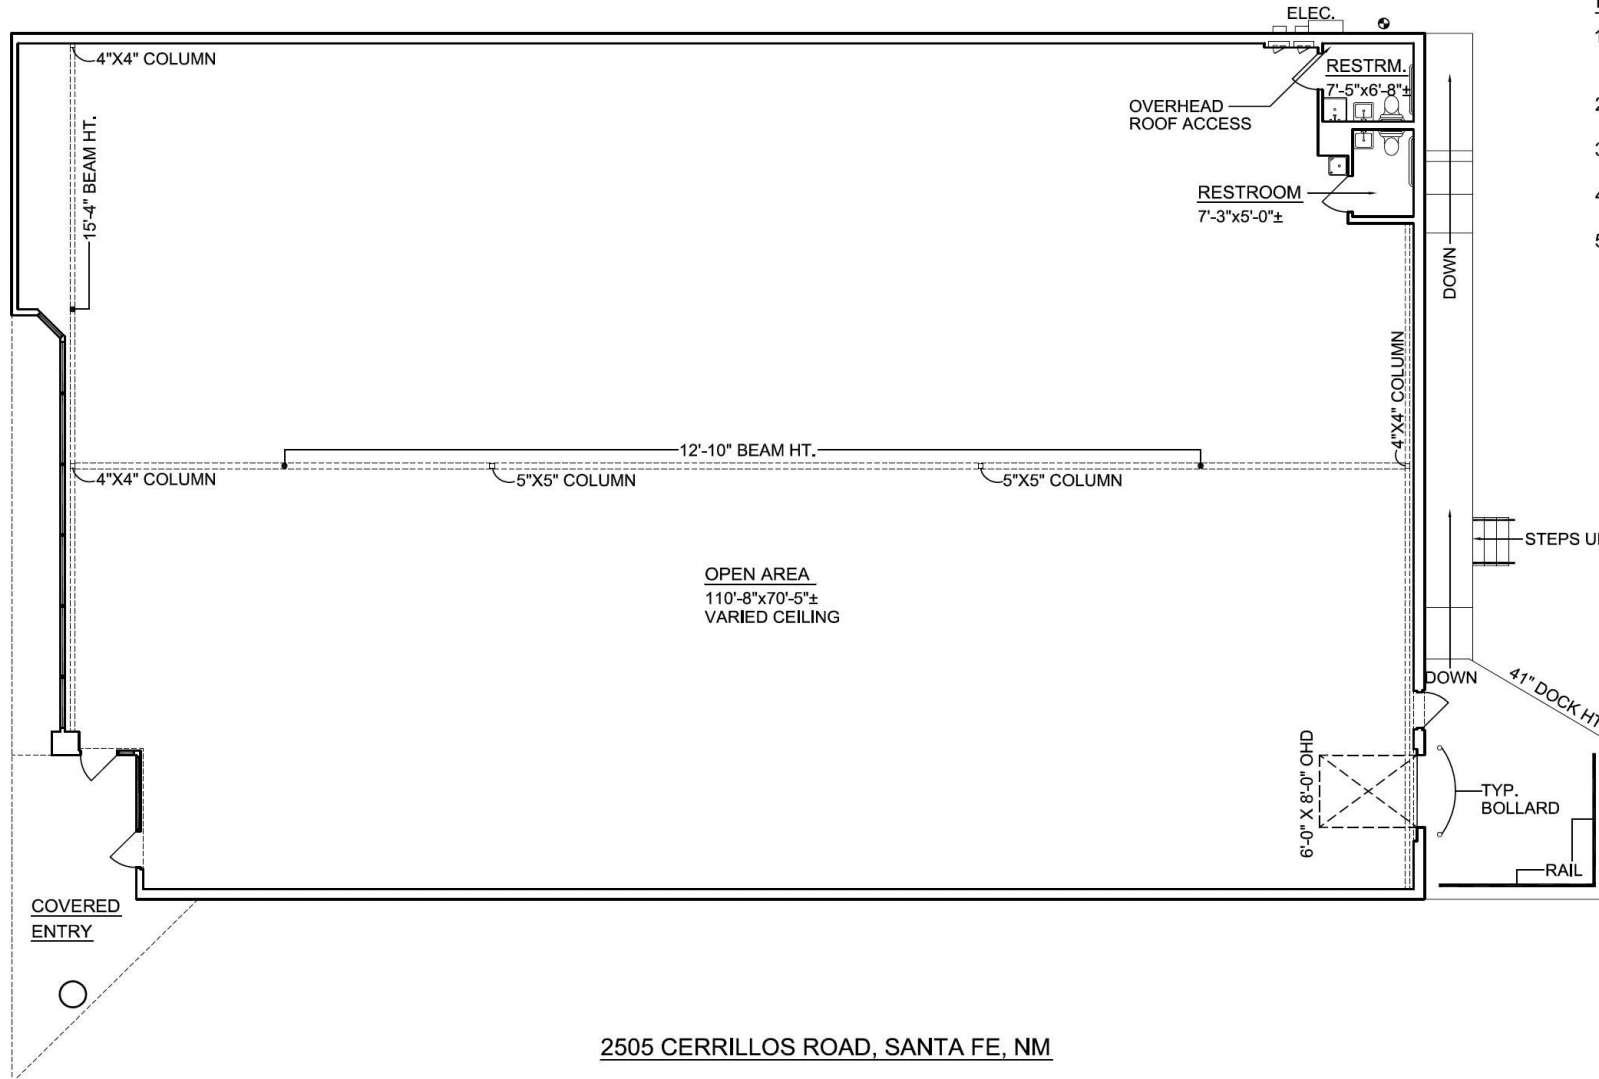 ELEC.
4"X4" COLUMN
RESTRM.
7'-5"x6'-8"±
OVERHEAD
ROOF ACCESS
15'-4" BEAM HT.
RESTROOM
7'-3"x5'-0"±
DOWN
4"X4" COLUMN
12'-10" BEAM HT.
4"X4" COLUMN
5"X5" COLUMN
5"X5" COLUMN
STEPS
OPEN AREA
110'-8"x70'-5"±
VARIED CEILING
DOWN
41" DOCK HT
6'-0" X 8'-0" OHD
TYP.
BOLLARD
RAIL
COVERED
ENTRY
2505 CERRILLOS ROAD, SANTA FE, NM